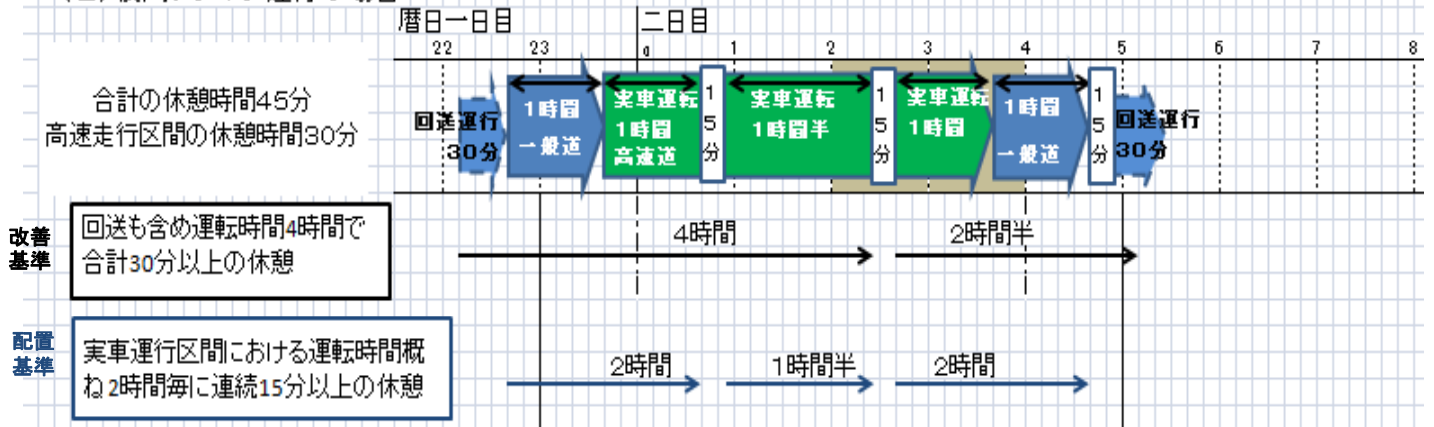 暦日一日目
二日目
22 23 0 1 2 3 4 5 6 7 8
合計の休憩時間45分
高速走行区間の休憩時間30分
回送運行
30分
1時間
一般道
実車運転
1時間
高速道
15分
実車運転
1時間半
15分
実車運転
1時間
1時間
一般道
15分
回送運行
30分
改善
基準
回送も含め運転時間4時間で
合計30分以上の休憩
4時間
2時間半
配置
基準
実車運行区間における運転時間概
ね2時間毎に連続15分以上の休憩
2時間
1時間半
2時間